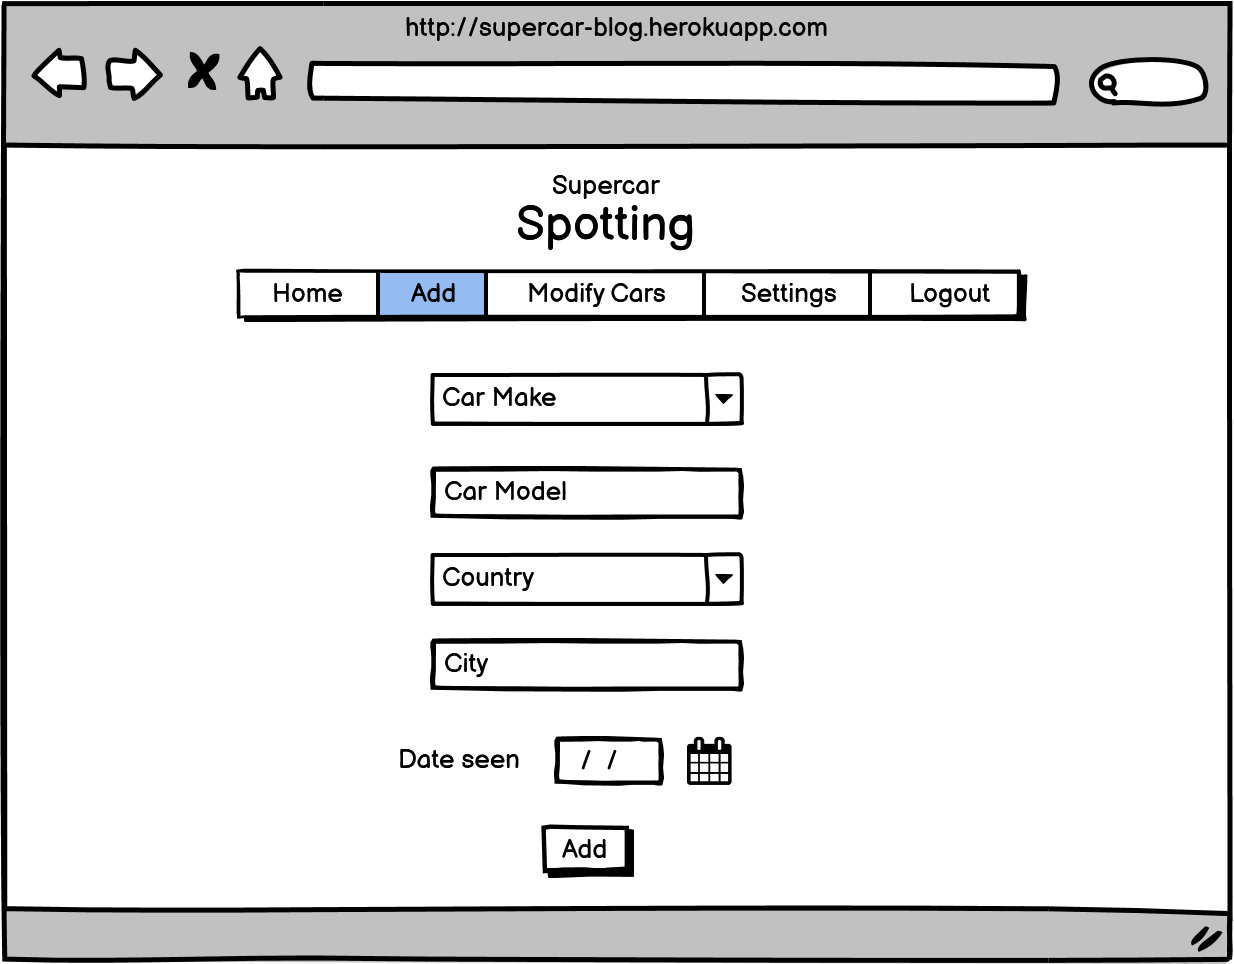 http://supercar-blog.herokuapp.com
Supercar
Spotting
Home Add Modify Cars Settings Logout
Car Make
Car Model
Country
City
Date seen / /
Add